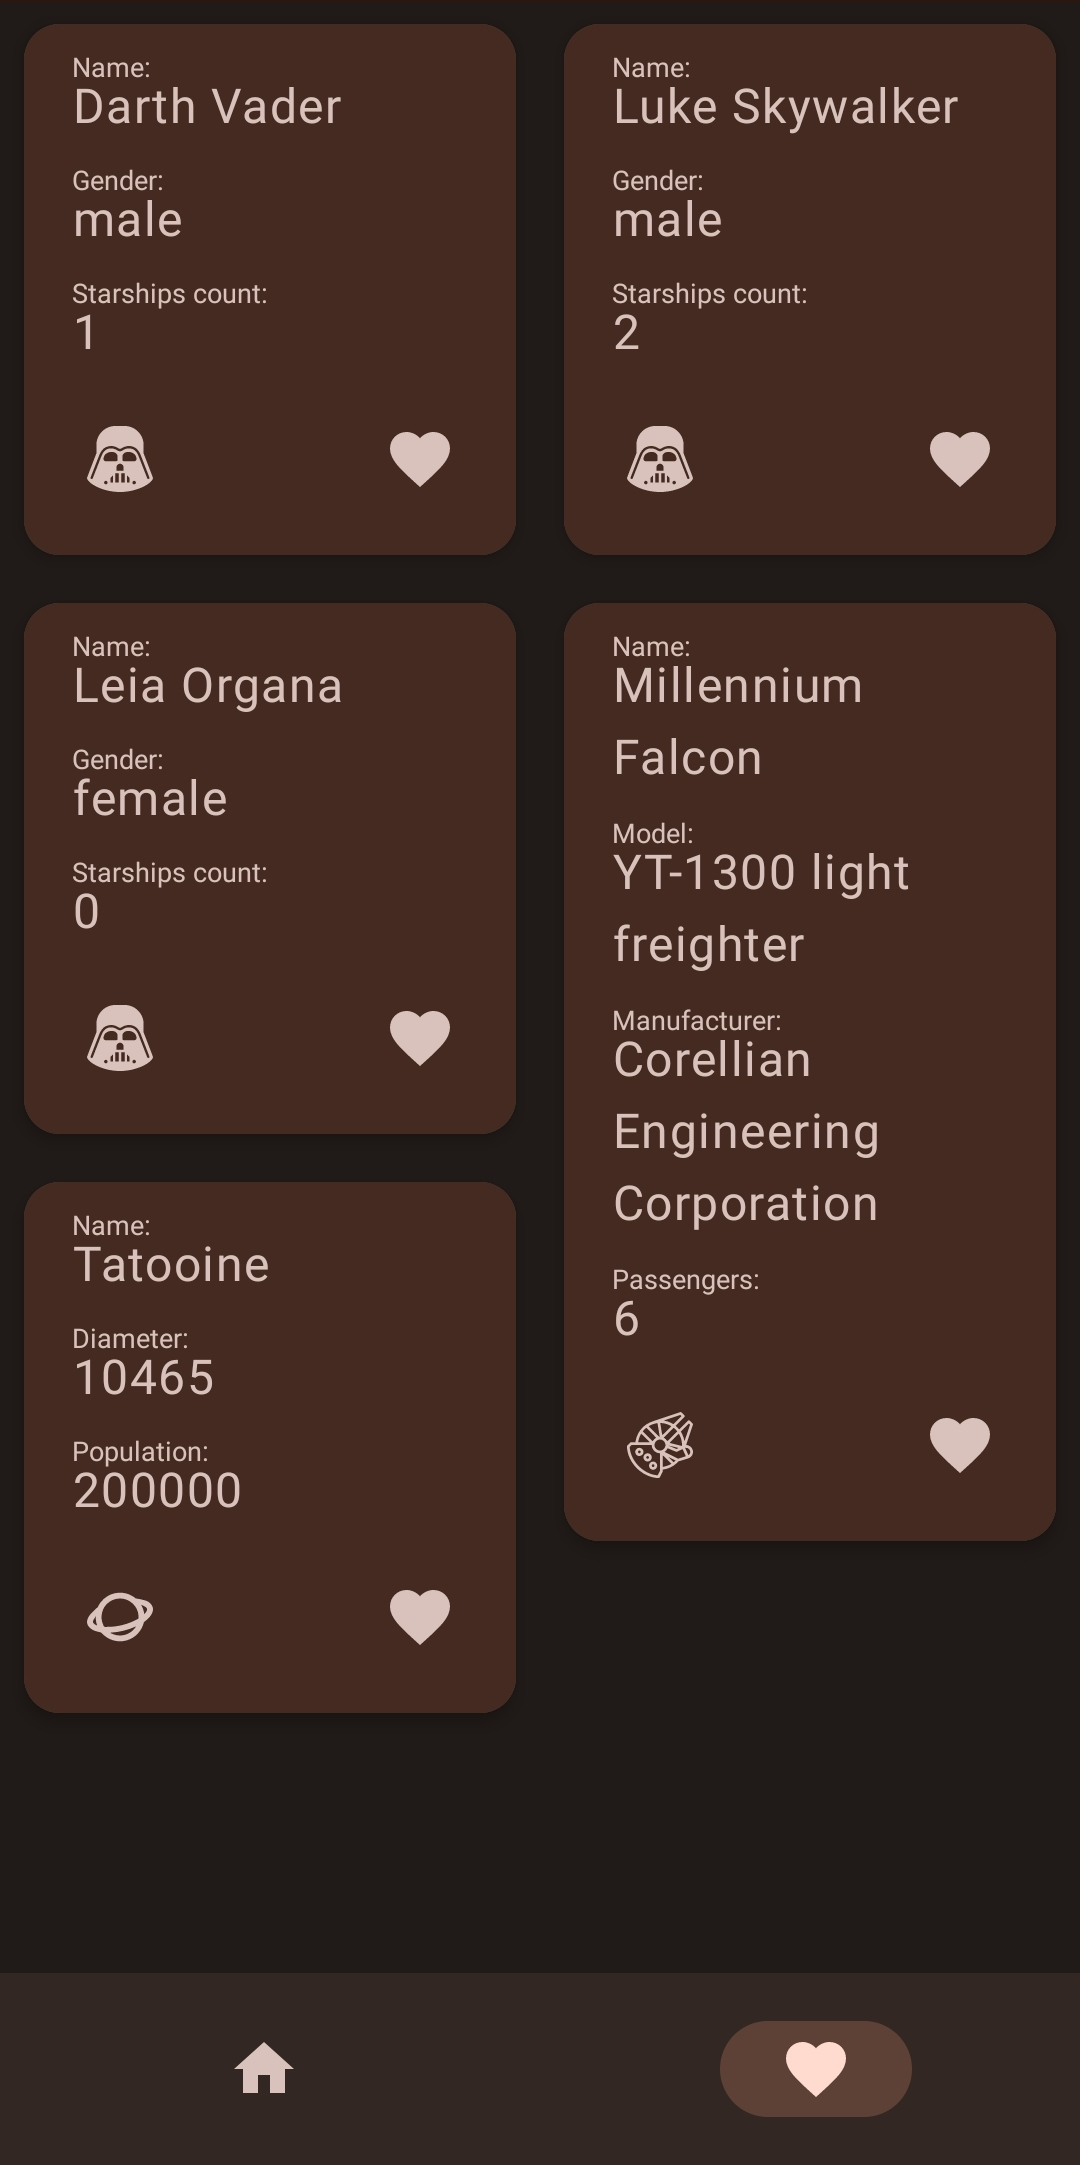 Name:
Darth Vader
Gender:
male
Starships count:
1
Name:
Luke Skywalker
Gender:
male
Starships count:
2
Name:
Leia Organa
Gender:
female
Starships count:
0
Name:
Millennium
Falcon
Model:
YT-1300 light
freighter
Manufacturer:
Corellian
Engineering
Corporation
Passengers:
6
Name:
Tatooine
Diameter:
10465
Population:
200000